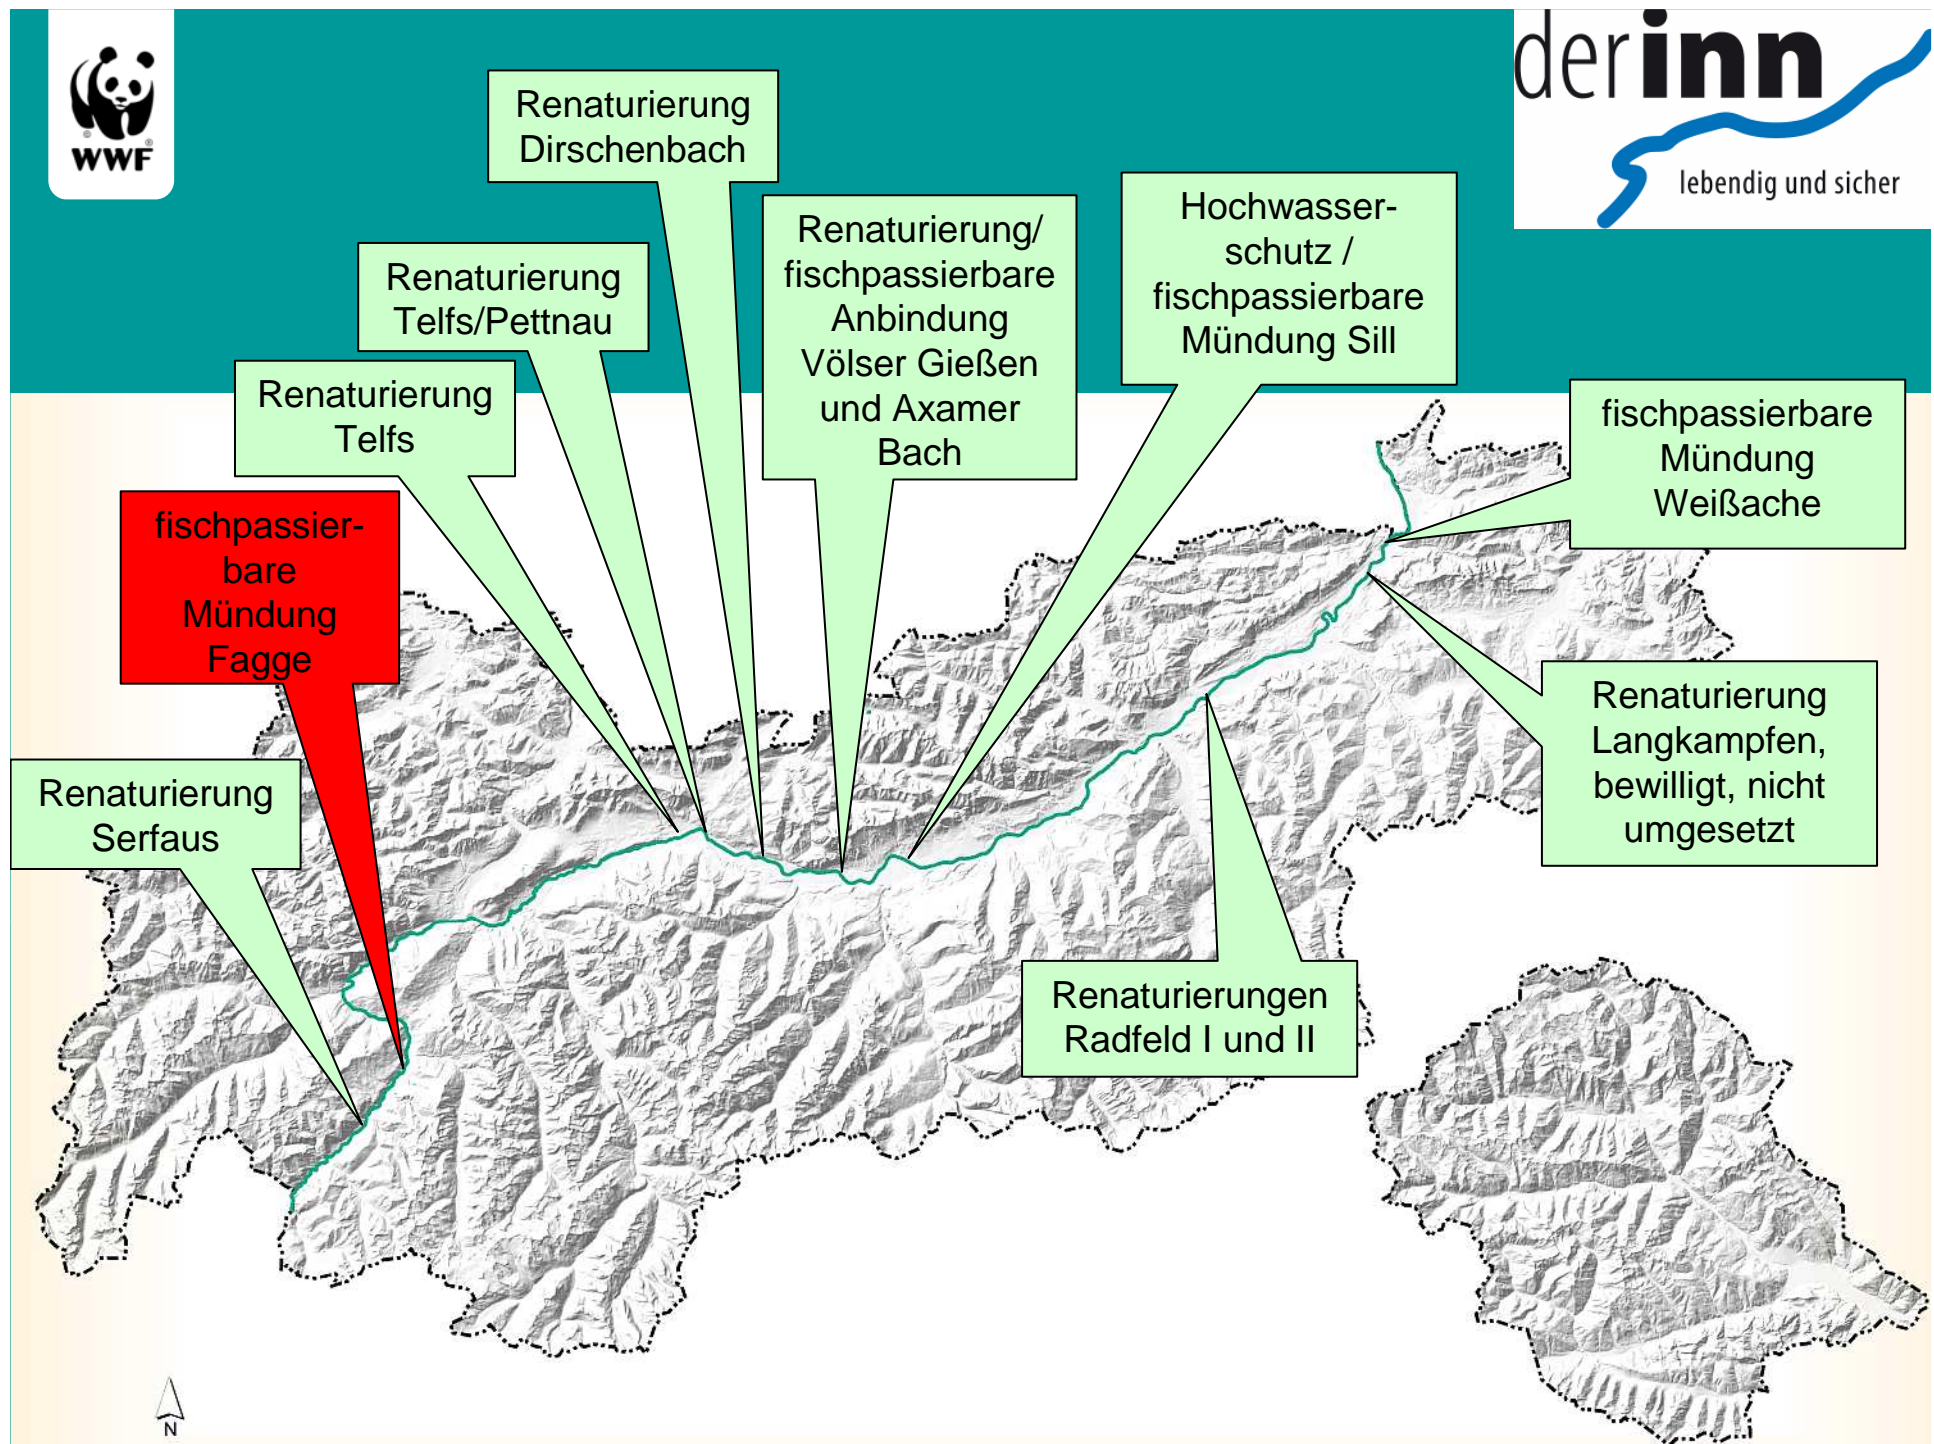 WWF
derinn
lebendig und sicher
Renaturierung
Dirschenbach
Renaturierung/
fischpassierbare
Anbindung
Völser Gießen
und Axamer
Bach
Hochwasser-
schutz /
fischpassierbare
Mündung Sill
Renaturierung
Telfs/Pettnau
Renaturierung
Telfs
fischpassierbare
Mündung
Weißache
fischpassier-
bare
Mündung
Fagge
Renaturierung
Langkampfen,
bewilligt, nicht
umgesetzt
Renaturierung
Serfaus
Renaturierungen
Radfeld I und II
N